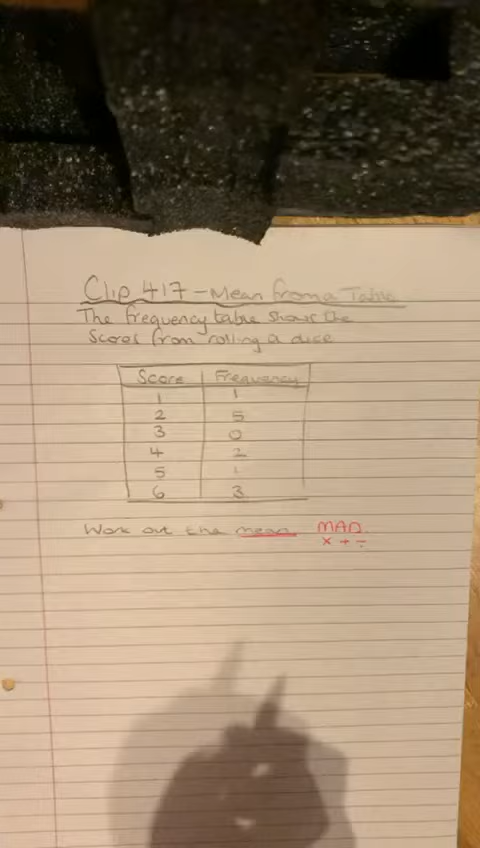 Clip 417 - Mean from a Table
The frequency table shows the
scores from rolling a dice
Score Frequency
1 1
2 5
3 0
4 2
5 1
6 3
Work out the mean MAD
× + ÷